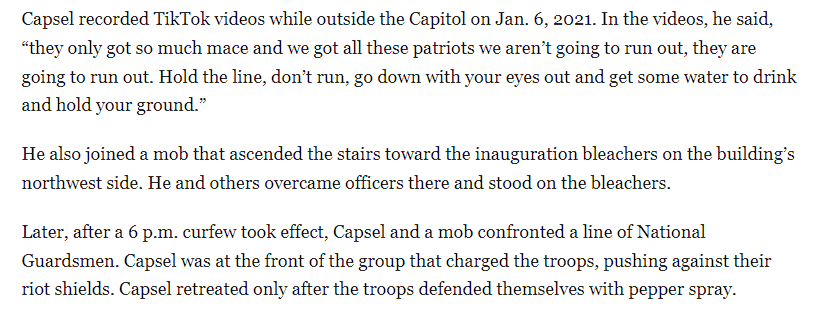 Capsel recorded TikTok videos while outside the Capitol on Jan. 6, 2021. In the videos, he said,
“they only got so much mace and we got all these patriots we aren’t going to run out, they are
going to run out. Hold the line, don’t run, go down with your eyes out and get some water to drink
and hold your ground.”
He also joined a mob that ascended the stairs toward the inauguration bleachers on the building’s
northwest side. He and others overcame officers there and stood on the bleachers.
Later, after a 6 p.m. curfew took effect, Capsel and a mob confronted a line of National
Guardsmen. Capsel was at the front of the group that charged the troops, pushing against their
riot shields. Capsel retreated only after the troops defended themselves with pepper spray.